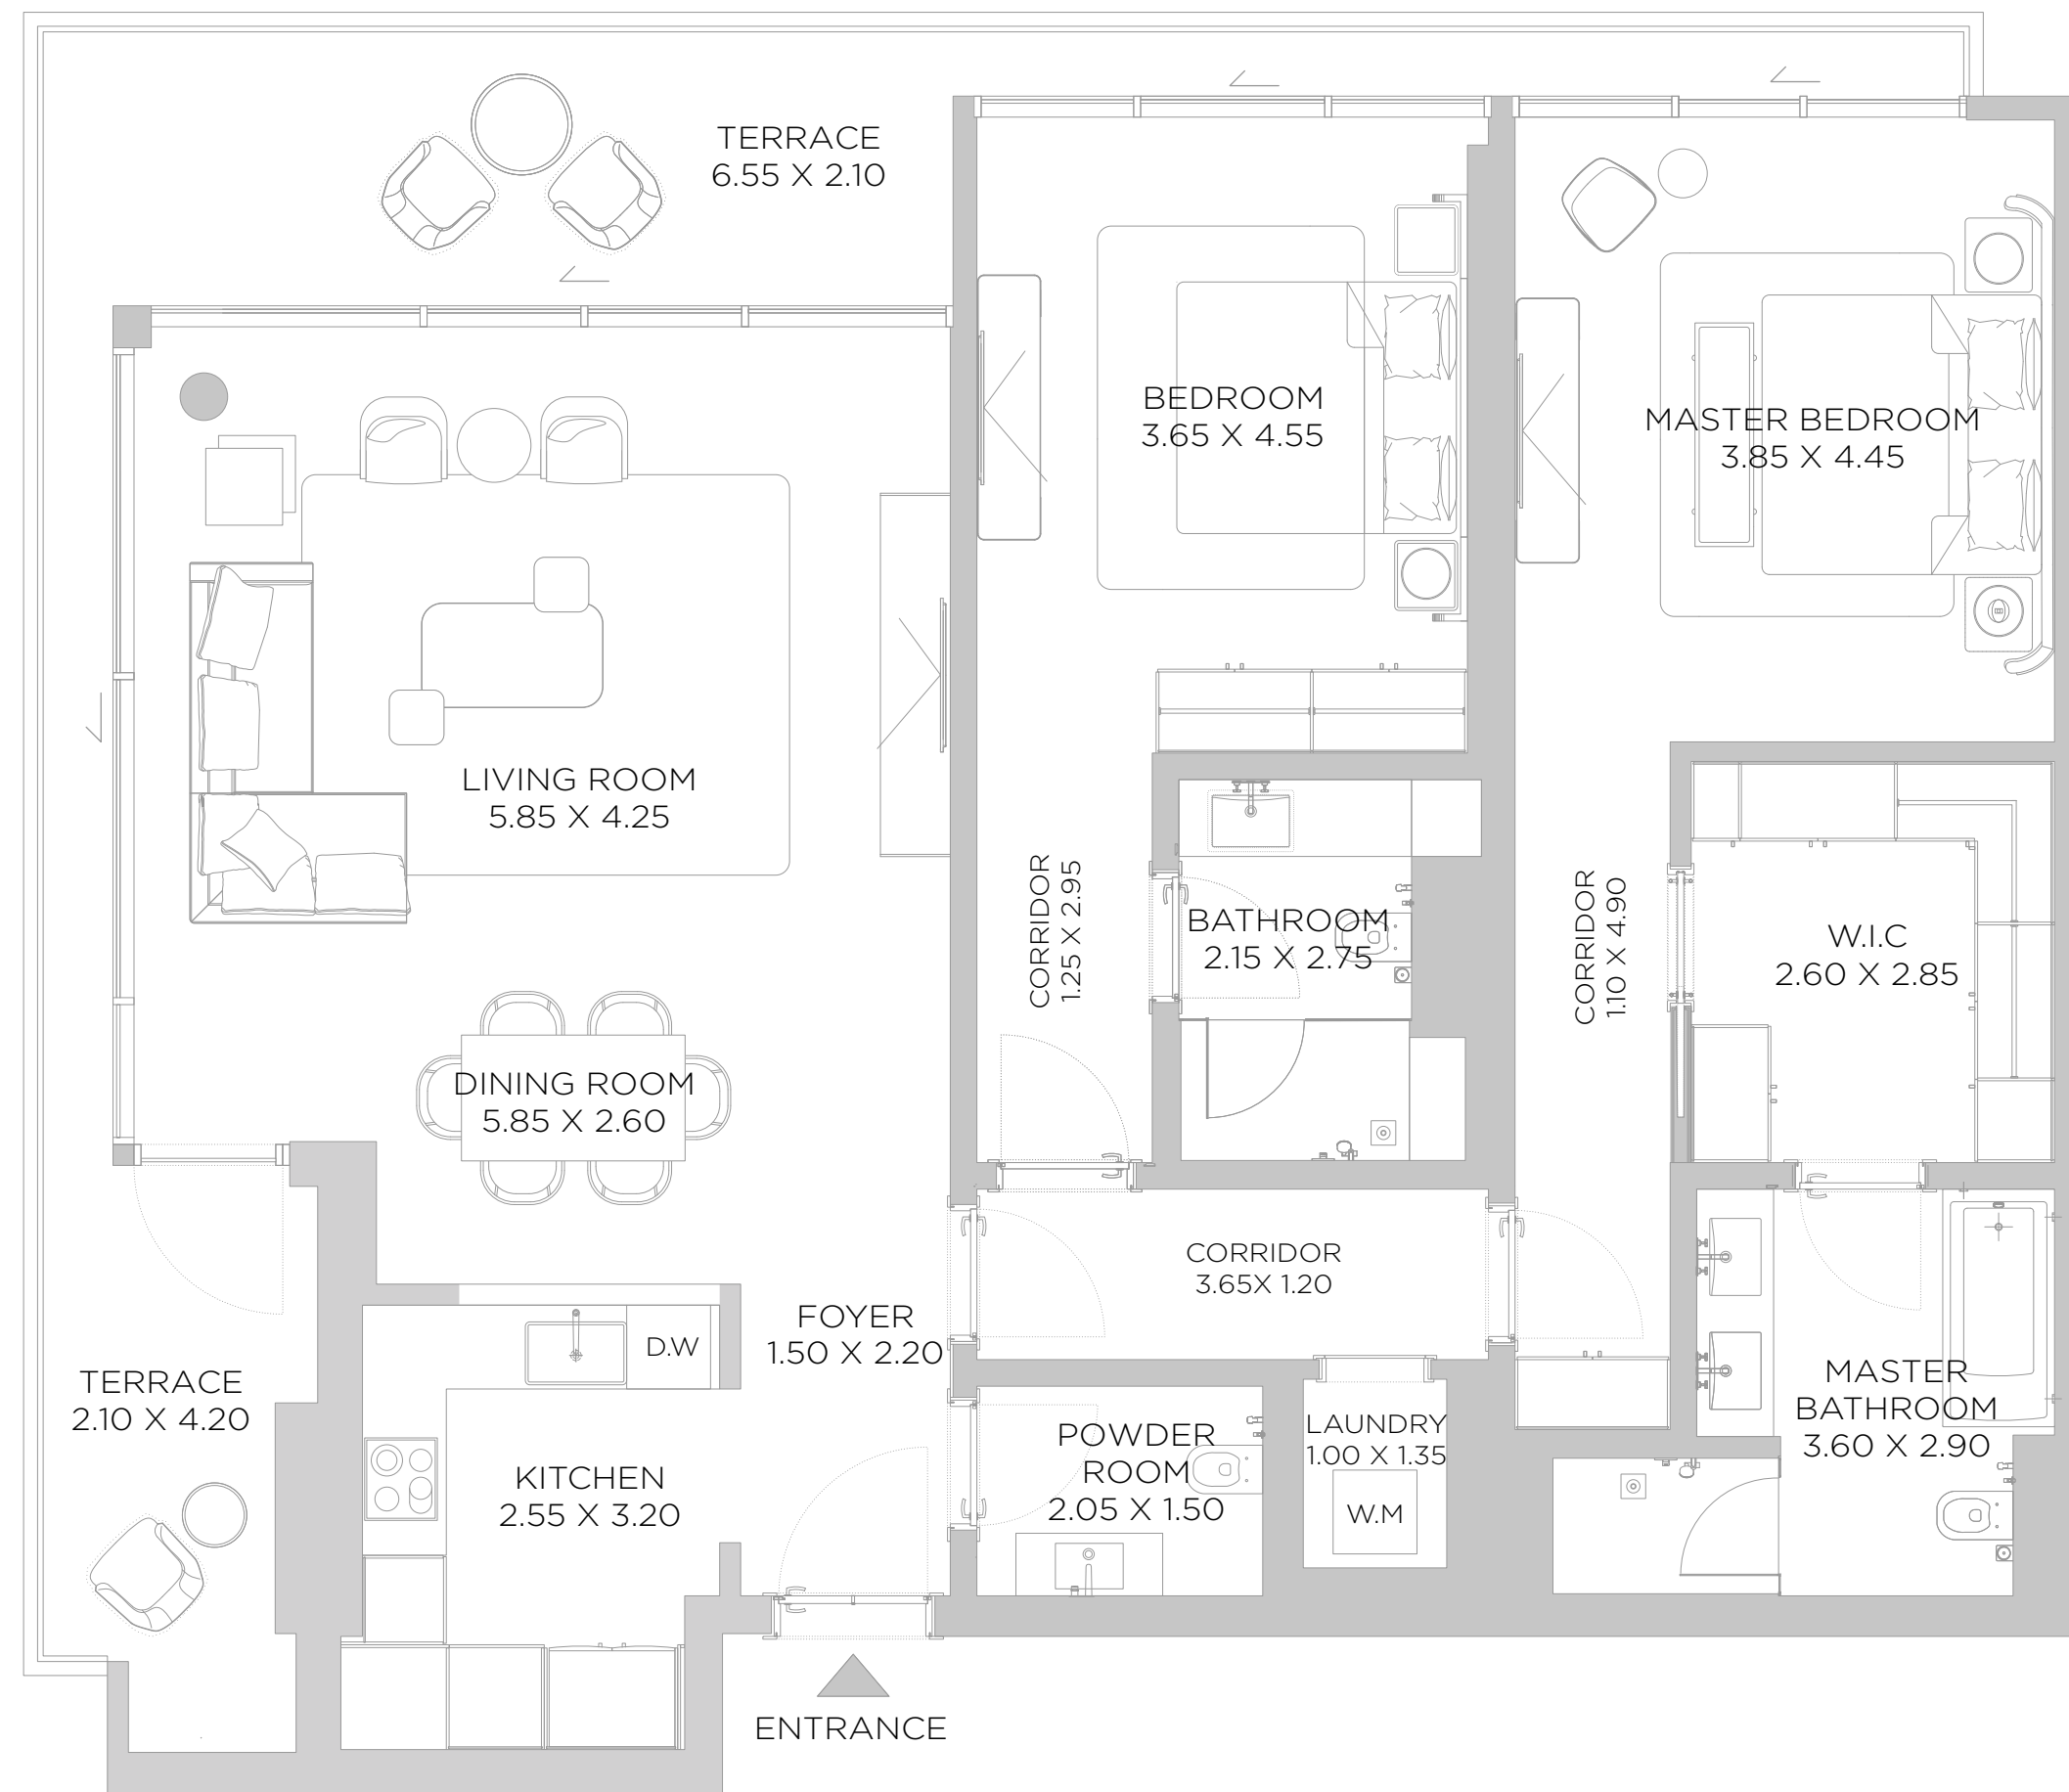 TERRACE
6.55 X 2.10
BEDROOM
3.65 X 4.55
MASTER BEDROOM
3.85 X 4.45
LIVING ROOM
5.85 X 4.25
CORRIDOR
1.25 X 2.95
BATHROOM
2.15 X 2.75
CORRIDOR
1.10 X 4.90
W.I.C
2.60 X 2.85
DINING ROOM
5.85 X 2.60
CORRIDOR
3.65X 1.20
FOYER
1.50 X 2.20
D.W
TERRACE
2.10 X 4.20
MASTER
BATHROOM
3.60 X 2.90
POWDER
ROOM
2.05 X 1.50
LAUNDRY
1.00 X 1.35
KITCHEN
2.55 X 3.20
W.M
ENTRANCE